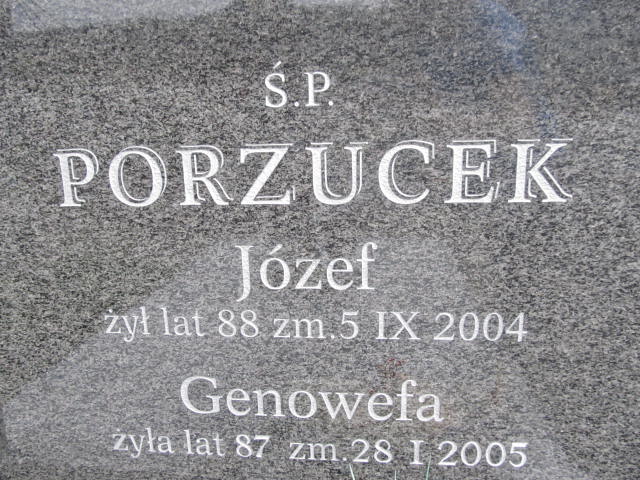 Ś.P.
PORZUCEK
Józef
żył lat 88 zm.5 IX 2004
Genowefa
żyła lat 87 zm.28 I 2005